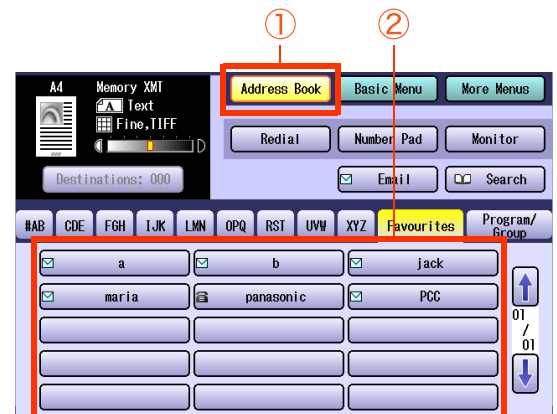 ① ②
A4 Memory XMT
A Text
Fine,TIFF
D
Destinations: 000
Address Book Basic Menu More Menus
Redial Number Pad Monitor
Email Search
#AB CDE FGH IJK LMN OPQ RST UVW XYZ Favourites Program/
Group
a b jack
maria panasonic PCC
01
/
01